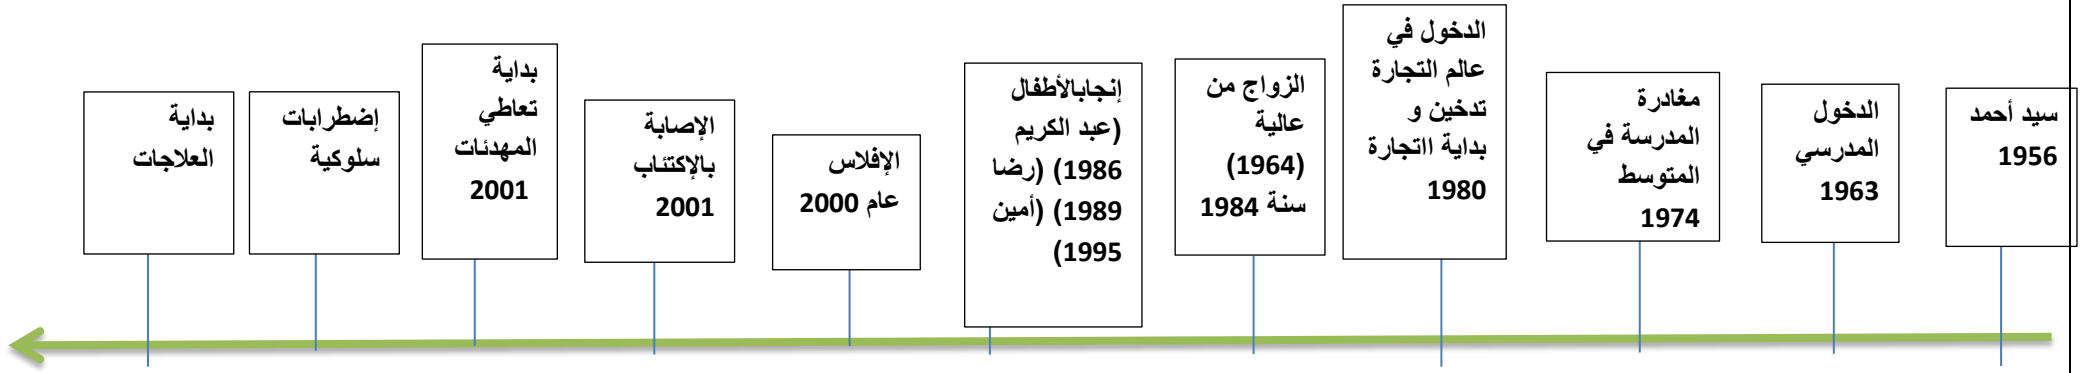 سيد أحمد
1956
الدخول
المدرسي
1963
مغادرة
المدرسة في
المتوسط
1974
الدخول في
عالم التجارة
تدخين و
بداية ااتجارة
1980
الزواج من
عالية
(1964)
سنة 1984
إنجابالأطفال
(عبد الكريم
1986) (رضا
1989) (أمين
1995)
الإفلاس
عام 2000
الإصابة
بالإكتئاب
2001
بداية
تعاطي
المهدئات
2001
إضطرابات
سلوكية
بداية
العلاجات